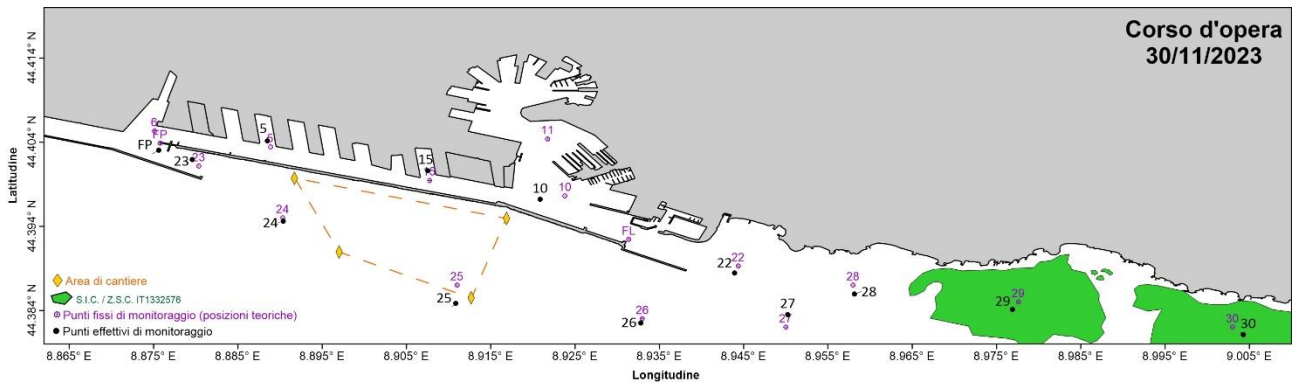 Corso d'opera
30/11/2023
44.414° N
44.404° N
44.394° N
44.384° N
Latitudine
6
FP
FP
23
23
5
5
15
11
10
10
24
24
FL
25
25
22
22
26
26
27
27
28
28
29
29
30
30
Area di cantiere
S.I.C. / Z.S.C. IT1332576
Punti fissi di monitoraggio (posizioni teoriche)
Punti effettivi di monitoraggio
8.865° E 8.875° E 8.885° E 8.895° E 8.905° E 8.915° E 8.925° E 8.935° E 8.945° E 8.955° E 8.965° E 8.975° E 8.985° E 8.995° E 9.005° E
Longitudine